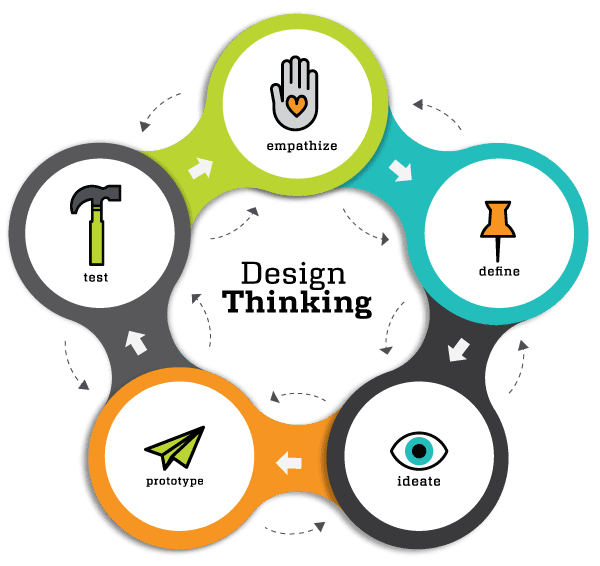 empathize
define
ideate
prototype
test
Design
Thinking